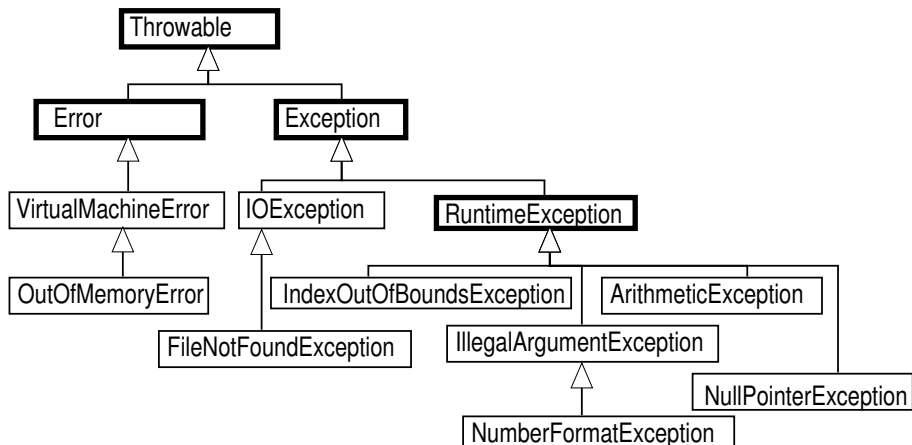 Throwable
Error
Exception
VirtualMachineError
IOException
RuntimeException
OutOfMemoryError
IndexOutOfBoundsException
ArithmeticException
FileNotFoundException
IllegalArgumentException
NullPointerException
NumberFormatException